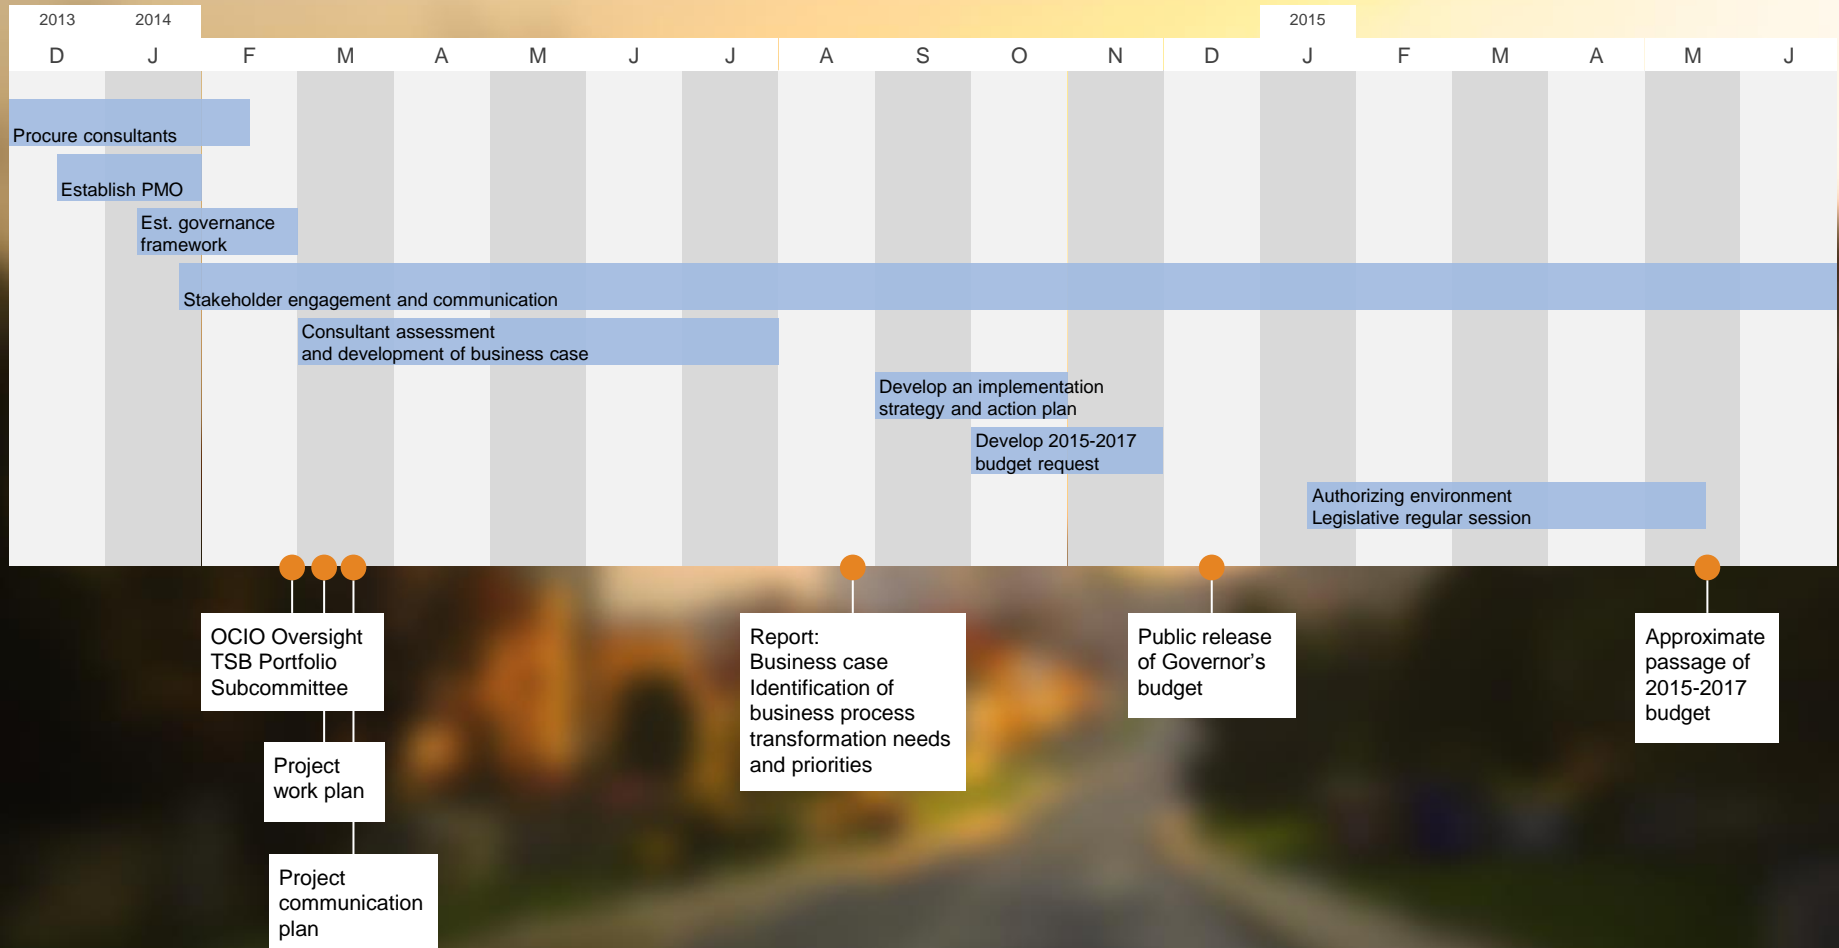 2013 2014 2015
D J F M A M J J A S O N D J F M A M J
Procure consultants
Establish PMO
Est. governance
framework
Stakeholder engagement and communication
Consultant assessment
and development of business case
Develop an implementation
strategy and action plan
Develop 2015-2017
budget request
Authorizing environment
Legislative regular session
OCIO Oversight
TSB Portfolio
Subcommittee
Project
work plan
Project
communication
plan
Report:
Business case
Identification of
business process
transformation needs
and priorities
Public release
of Governor’s
budget
Approximate
passage of
2015-2017
budget